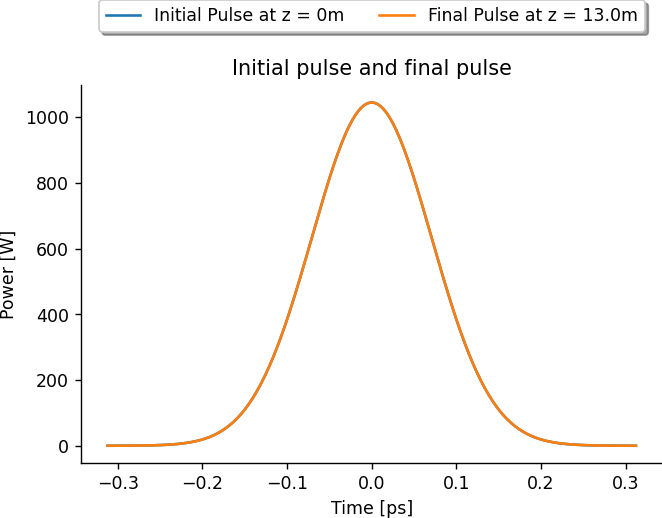 Initial Pulse at z = 0m
Final Pulse at z = 13.0m
Initial pulse and final pulse
Power [W]
1000
800
600
400
200
0
−0.3
−0.2
−0.1
0.0
0.1
0.2
0.3
Time [ps]